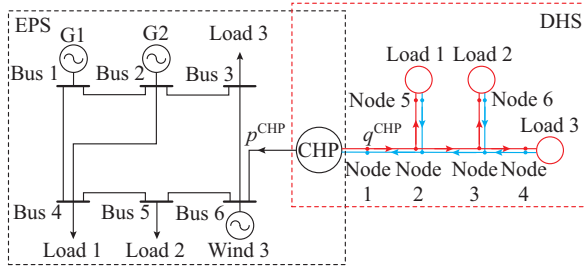 EPS
DHS
G1
G2
Load 3
Load 1
Load 2
Bus 1
Bus 2
Bus 3
Node 5
Node 6
p^CHP
CHP
q^CHP
Load 3
Node 1
Node 2
Node 3
Node 4
Bus 4
Bus 5
Bus 6
Load 1
Load 2
Wind 3